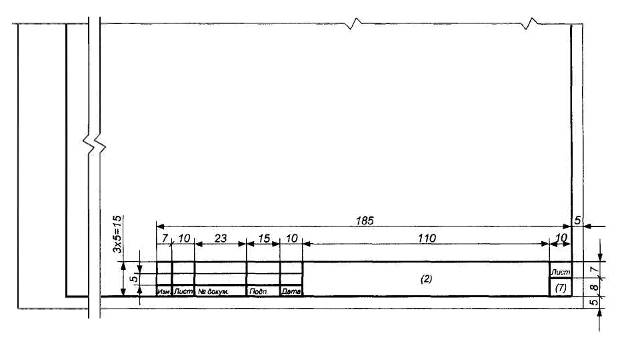 185
5
7
10
23
15
10
110
10
3x5=15
5
(2)
Лист
7
Изм.
Лист
№ докум.
Подп.
Дата
(7)
8
5